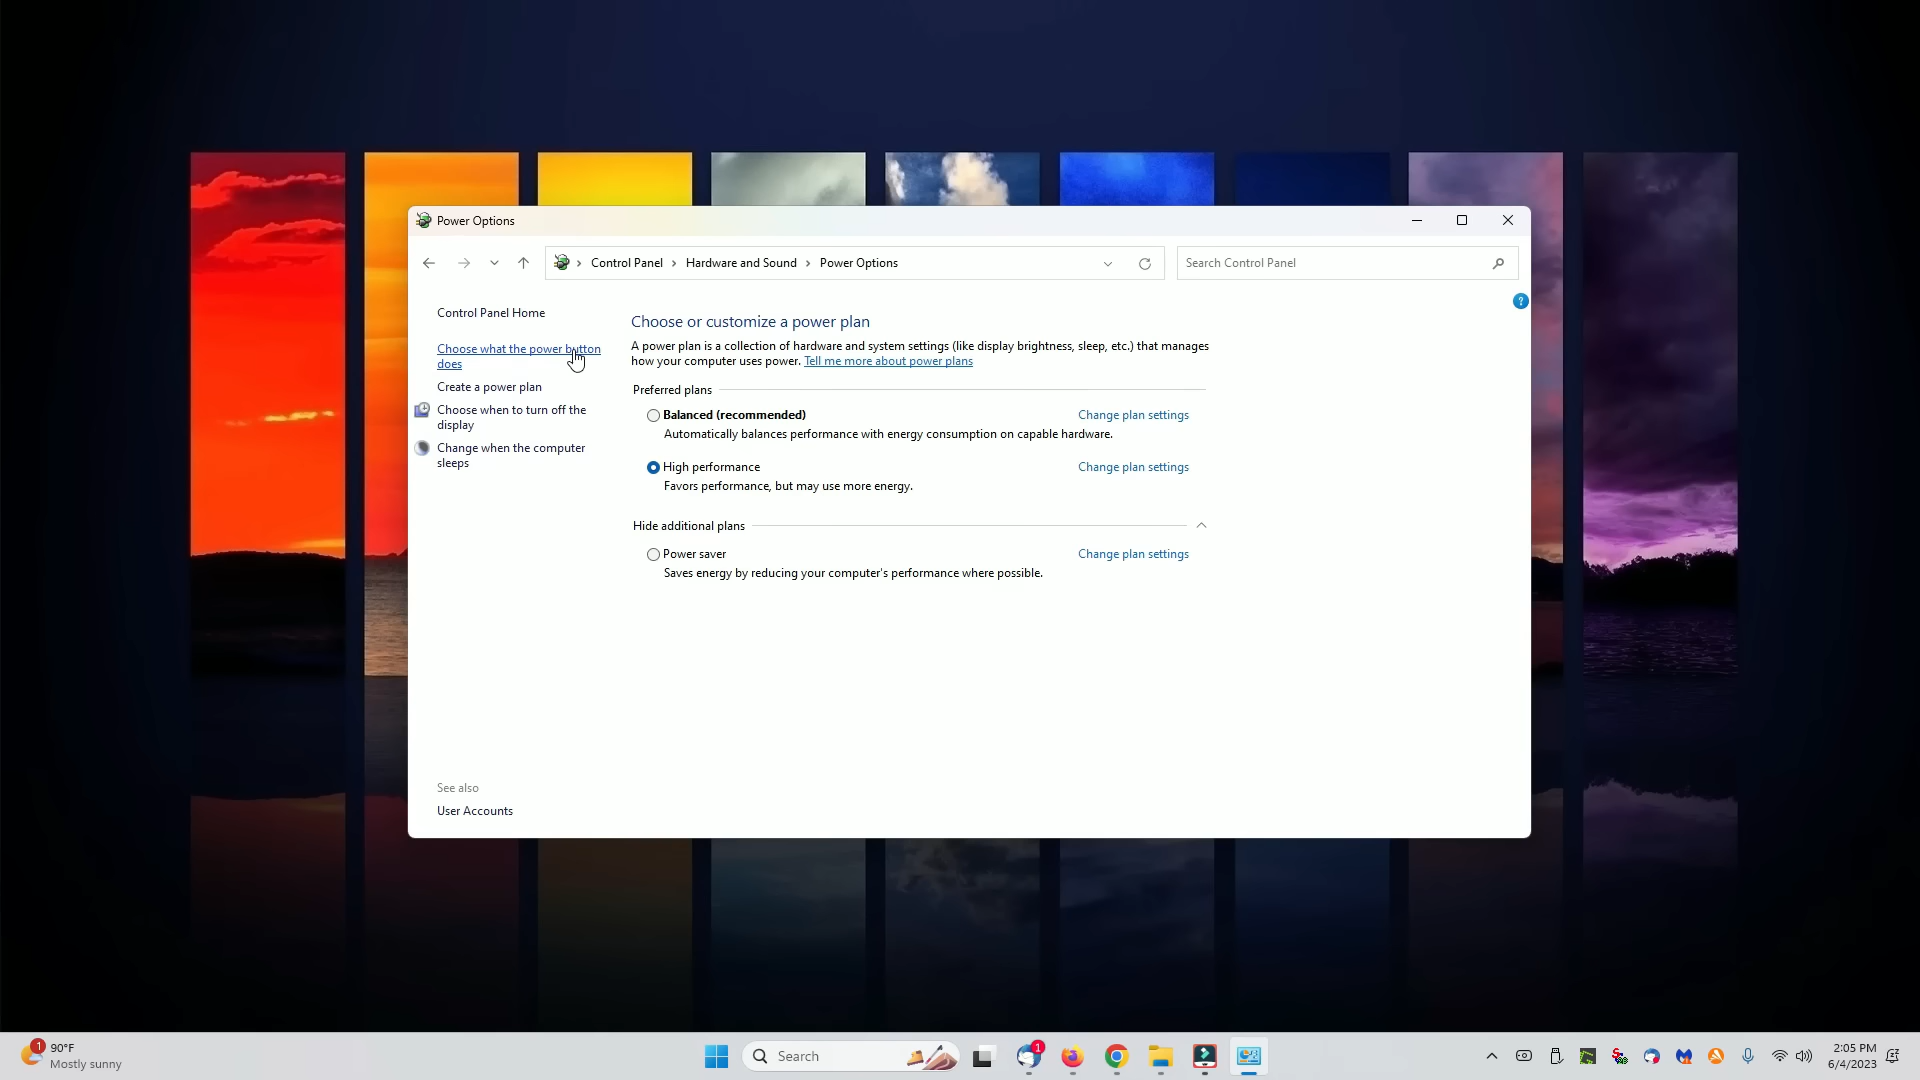 Power Options
Control Panel > Hardware and Sound > Power Options
Search Control Panel
?
Control Panel Home
Choose what the power button
does
Create a power plan
Choose when to turn off the
display
Change when the computer
sleeps
Choose or customize a power plan
A power plan is a collection of hardware and system settings (like display brightness, sleep, etc.) that manages
how your computer uses power. Tell me more about power plans
Preferred plans
Balanced (recommended) Change plan settings
Automatically balances performance with energy consumption on capable hardware.
High performance Change plan settings
Favors performance, but may use more energy.
Hide additional plans
Power saver Change plan settings
Saves energy by reducing your computer's performance where possible.
See also
User Accounts
1
90°F
Mostly sunny
Search
1
2:05 PM
6/4/2023